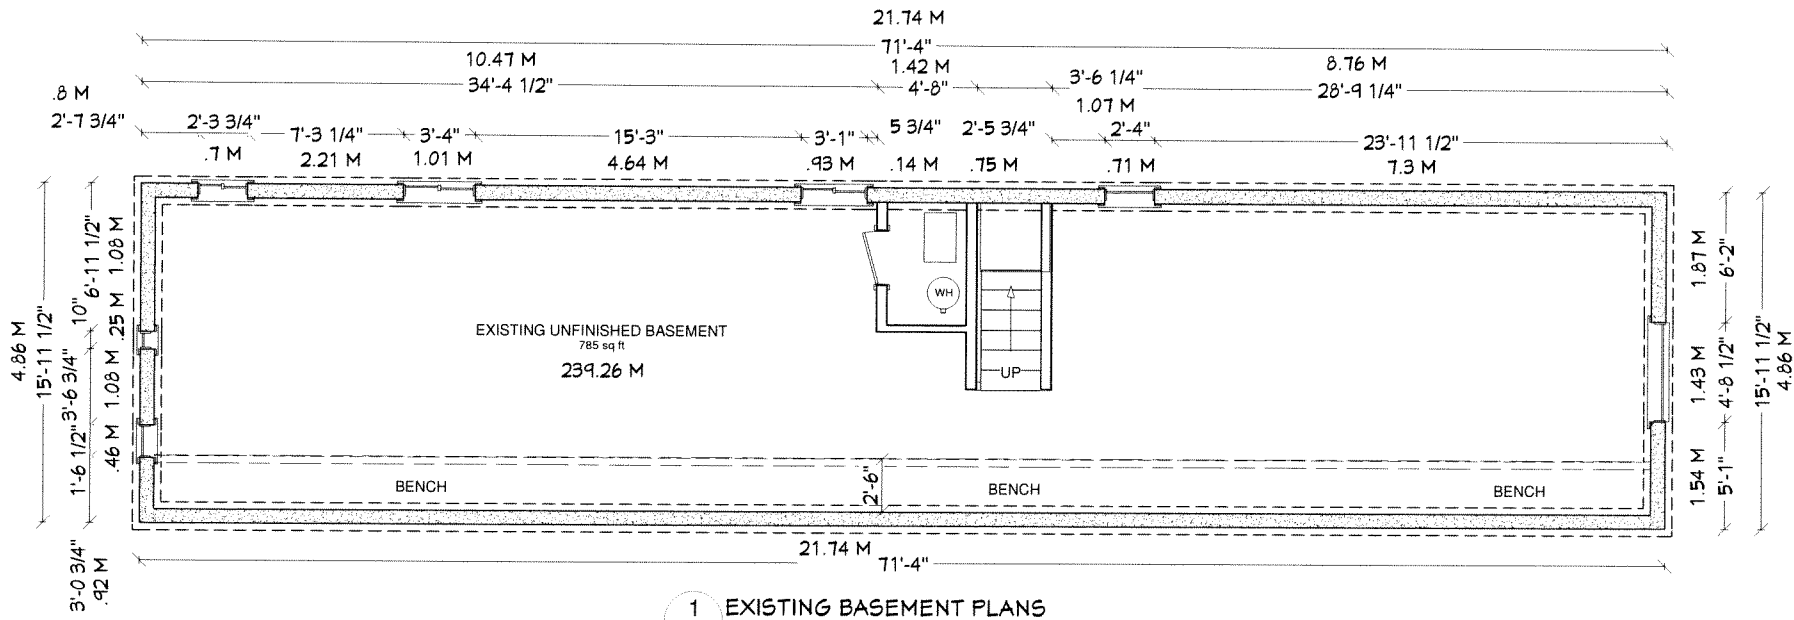 21.74 M
71'-4"
10.47 M
1.42 M
8.76 M
34'-4 1/2"
4'-8"
3'-6 1/4"
28'-9 1/4"
1.07 M
.8 M
2'-7 3/4"
2'-3 3/4"
7'-3 1/4"
3'-4"
15'-3"
3'-1"
5 3/4"
2'-5 3/4"
2'-4"
23'-11 1/2"
.7 M
2.21 M
1.01 M
4.64 M
.93 M
.14 M
.75 M
.71 M
7.3 M
4.86 M
15'-11 1/2"
6'-11 1/2"
1.08 M
10"
.25 M
3'-6 3/4"
1.08 M
1'-6 1/2"
.46 M
3'-0 3/4"
.92 M
WH
EXISTING UNFINISHED BASEMENT
785 sq ft
239.26 M
UP
1.87 M
6'-2"
1.43 M
4'-8 1/2"
1.54 M
5'-1"
15'-11 1/2"
4.86 M
BENCH
2'-6"
BENCH
BENCH
21.74 M
71'-4"
1 EXISTING BASEMENT PLANS